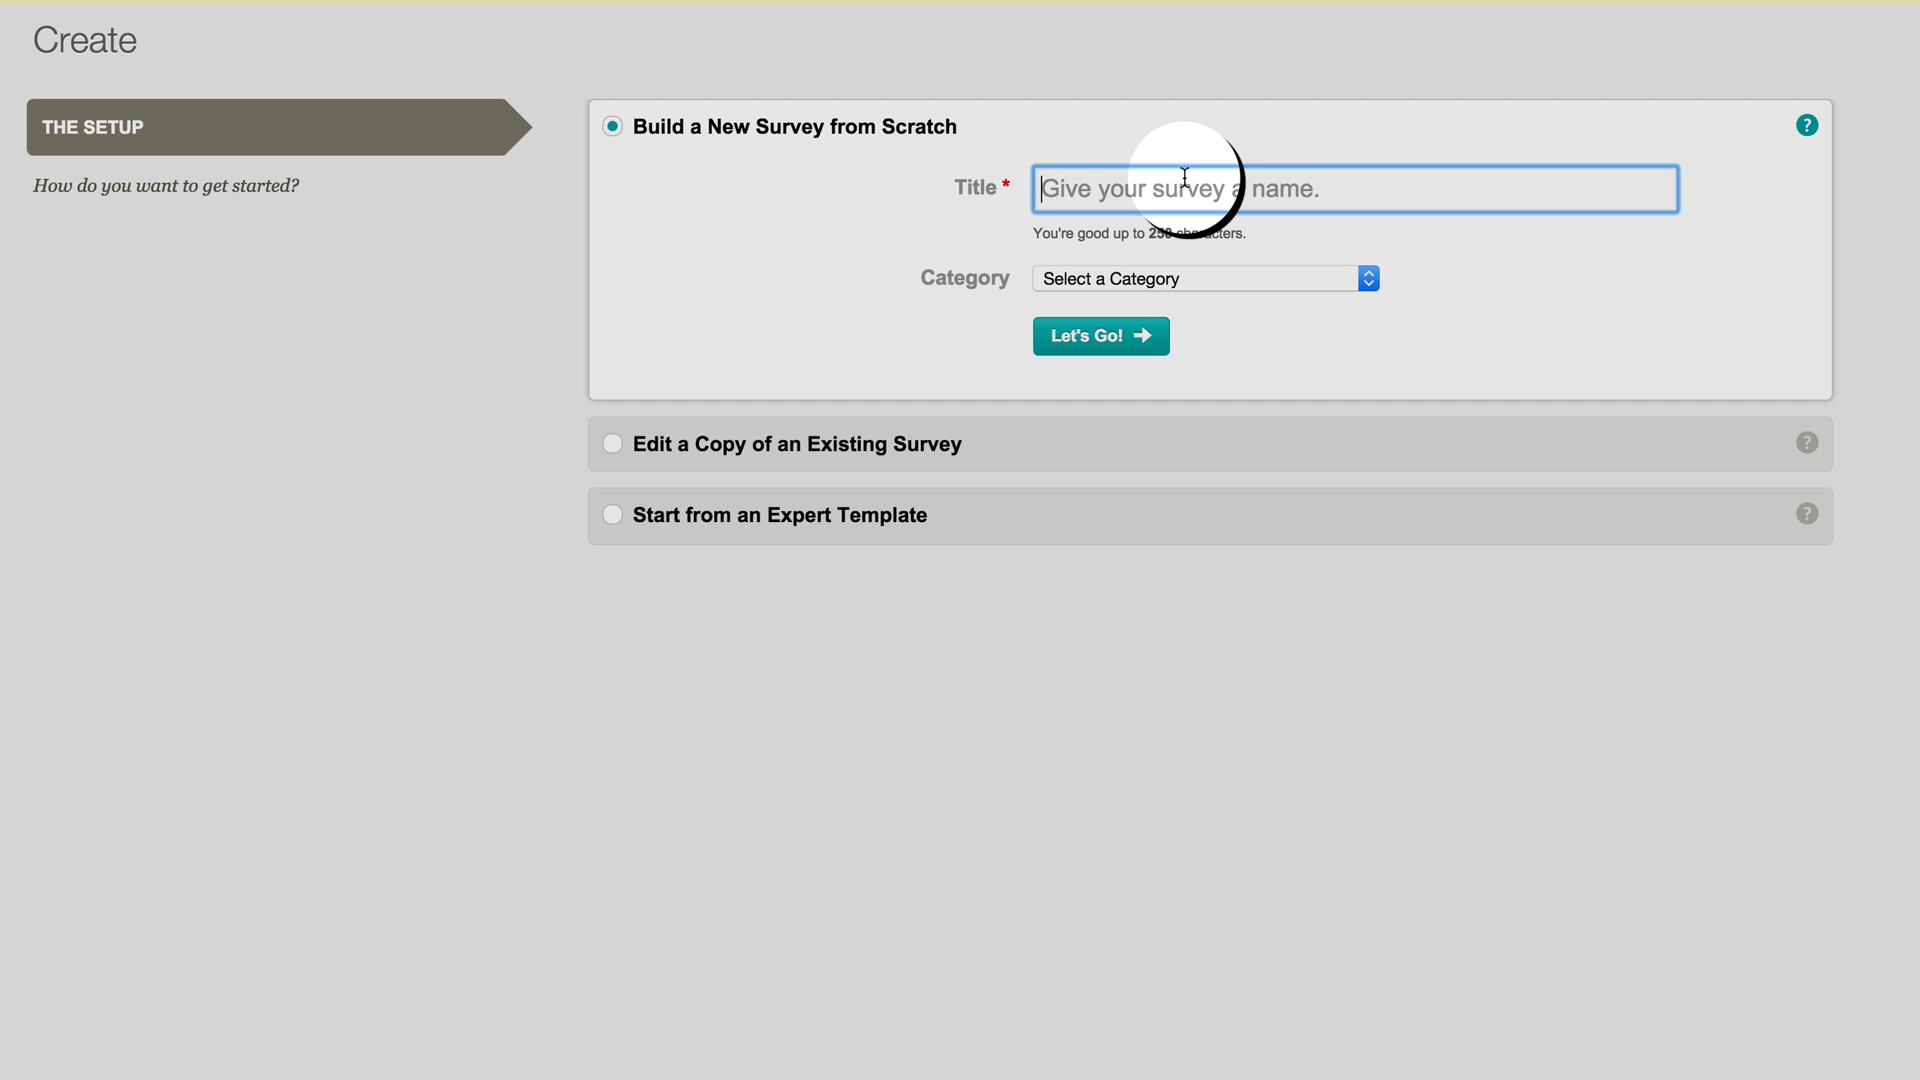 Create
THE SETUP
How do you want to get started?
Build a New Survey from Scratch
?
Title *
Give your survey a name.
You're good up to 250 characters.
Category
Select a Category
Let's Go!
Edit a Copy of an Existing Survey
?
Start from an Expert Template
?